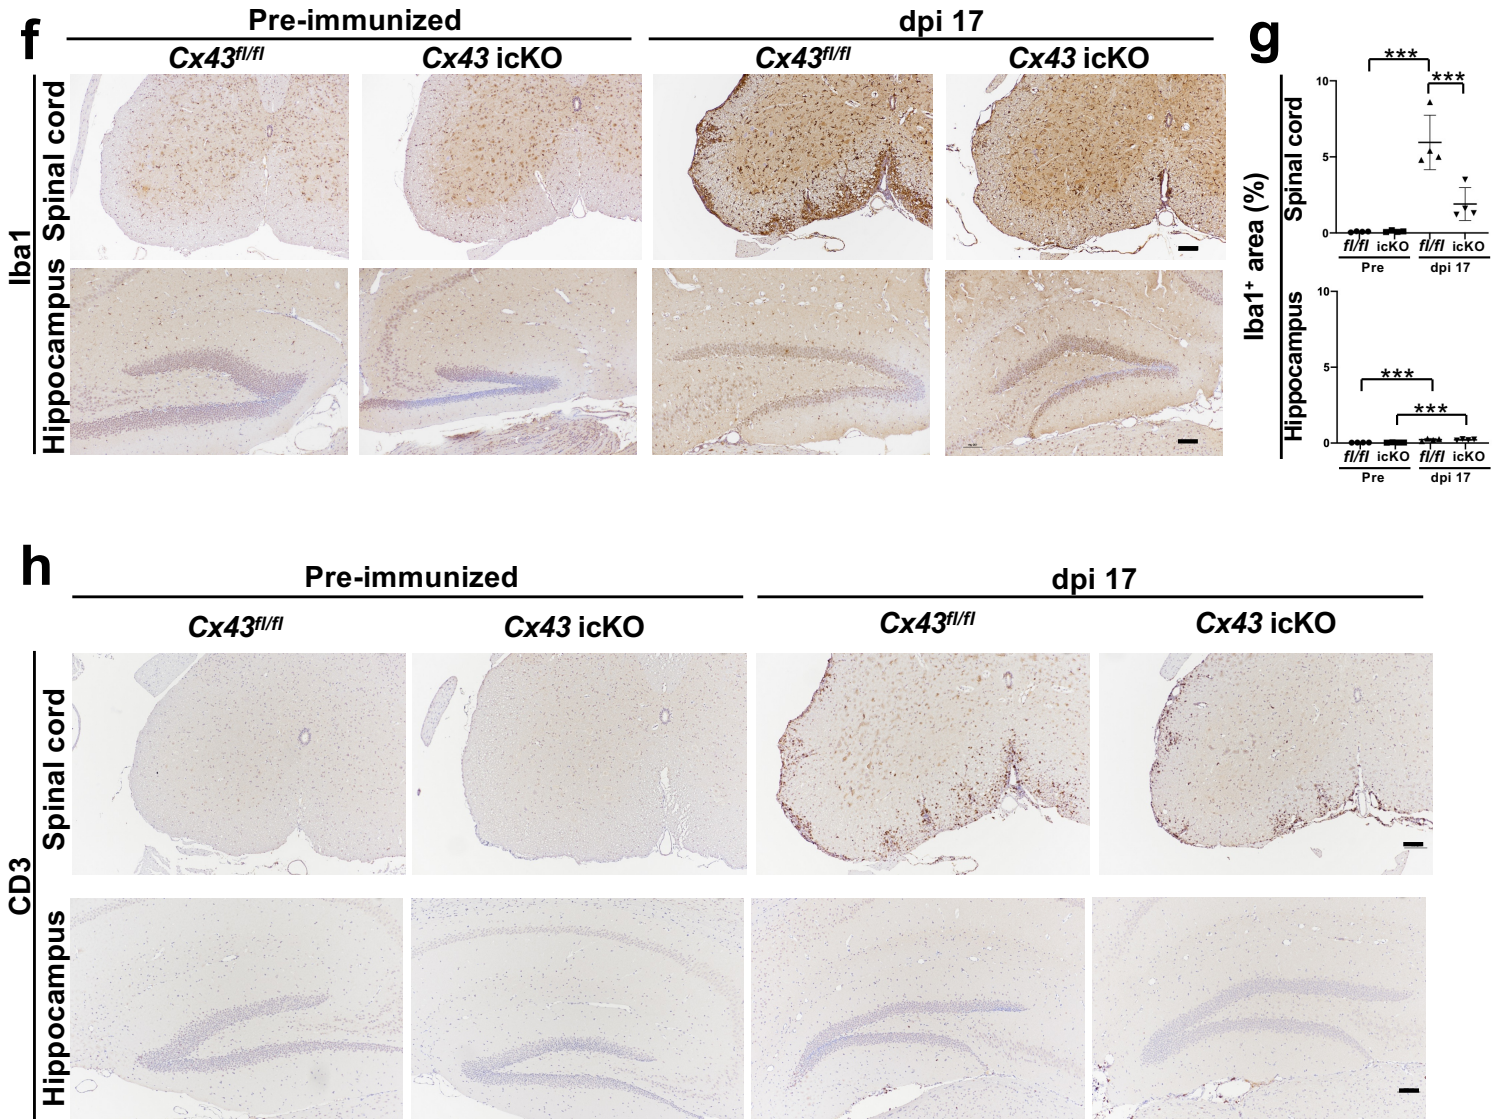 f
Pre-immunized
dpi 17
Cx43fl/fl
Cx43 icKO
Cx43fl/fl
Cx43 icKO
Iba1
Spinal cord
Hippocampus
g
Iba1+ area (%)
Spinal cord
***
***
10
5
0
fl/fl
icKO
fl/fl
icKO
Pre
dpi 17
Hippocampus
10
5
0
***
***
fl/fl
icKO
fl/fl
icKO
Pre
dpi 17
h
Pre-immunized
dpi 17
Cx43fl/fl
Cx43 icKO
Cx43fl/fl
Cx43 icKO
CD3
Spinal cord
Hippocampus